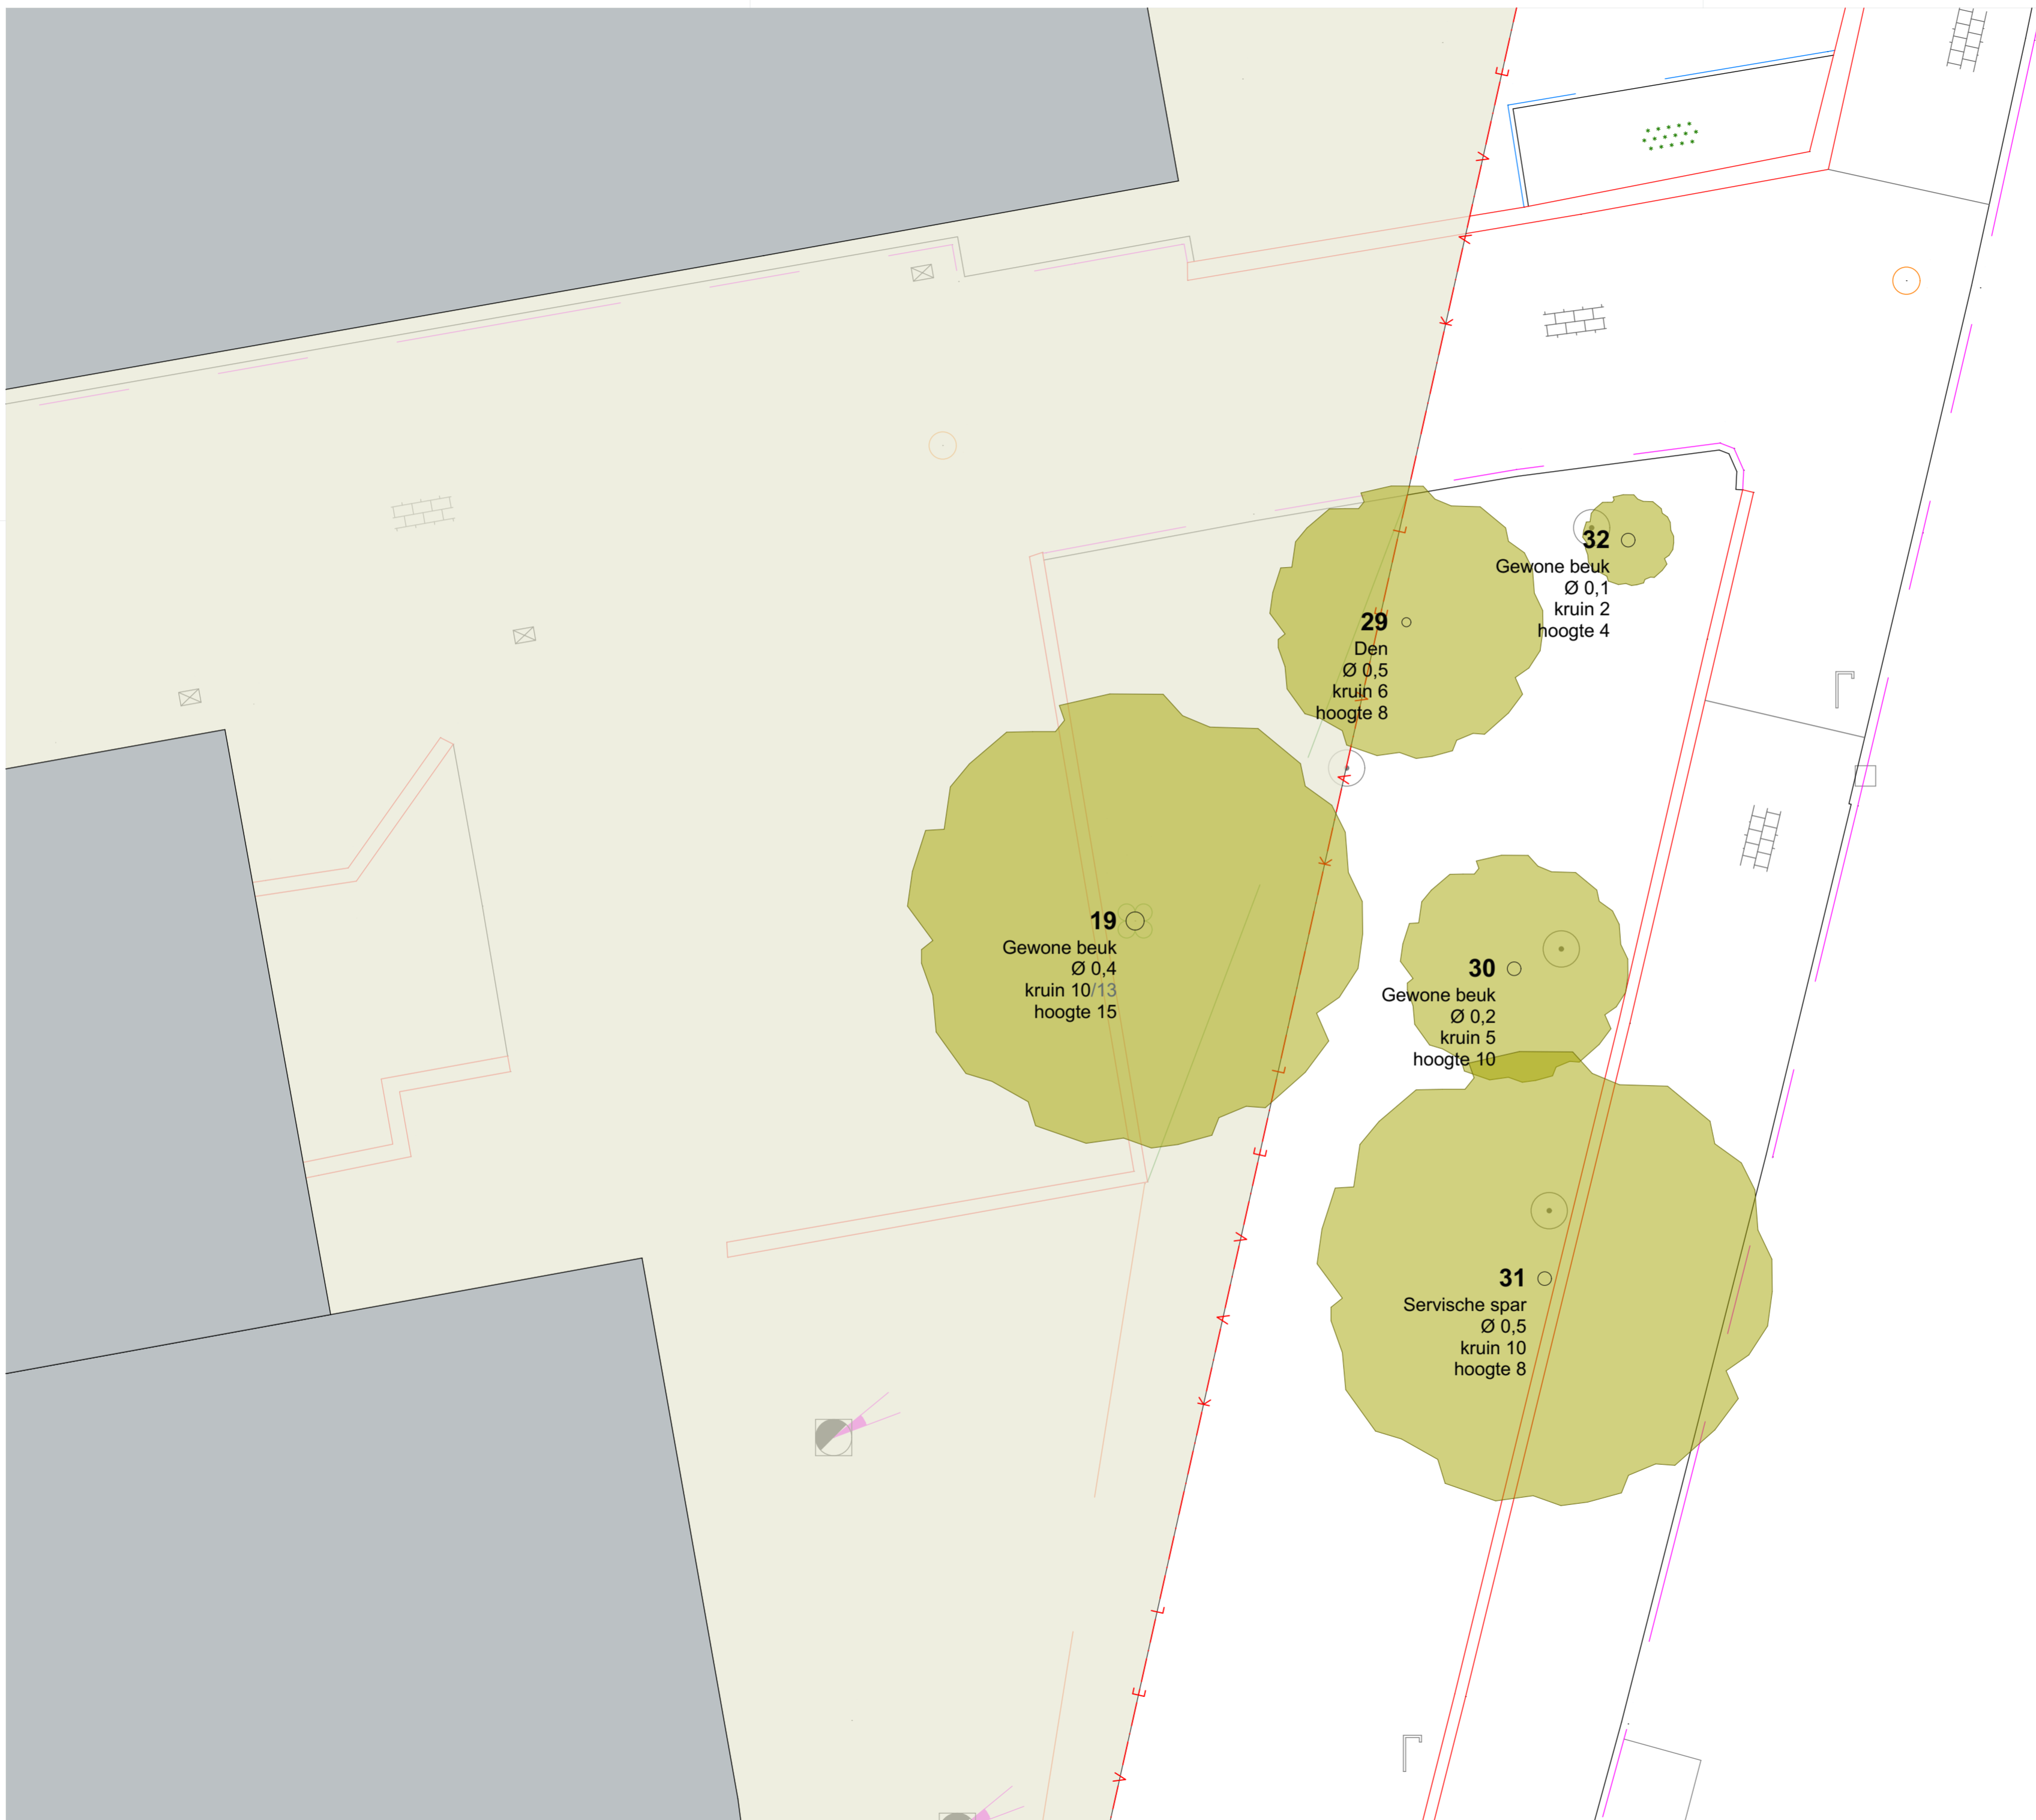 K A V E
32
Gewone beuk
Ø 0,1
kruin 2
hoogte 4
29
Den
Ø 0,5
kruin 6
hoogte 8
K A V E L
19
Gewone beuk
Ø 0,4
kruin 10/13
hoogte 15
30
Gewone beuk
Ø 0,2
kruin 5
hoogte 10
K A V E L
31
Servische spar
Ø 0,5
kruin 10
hoogte 8
V E L